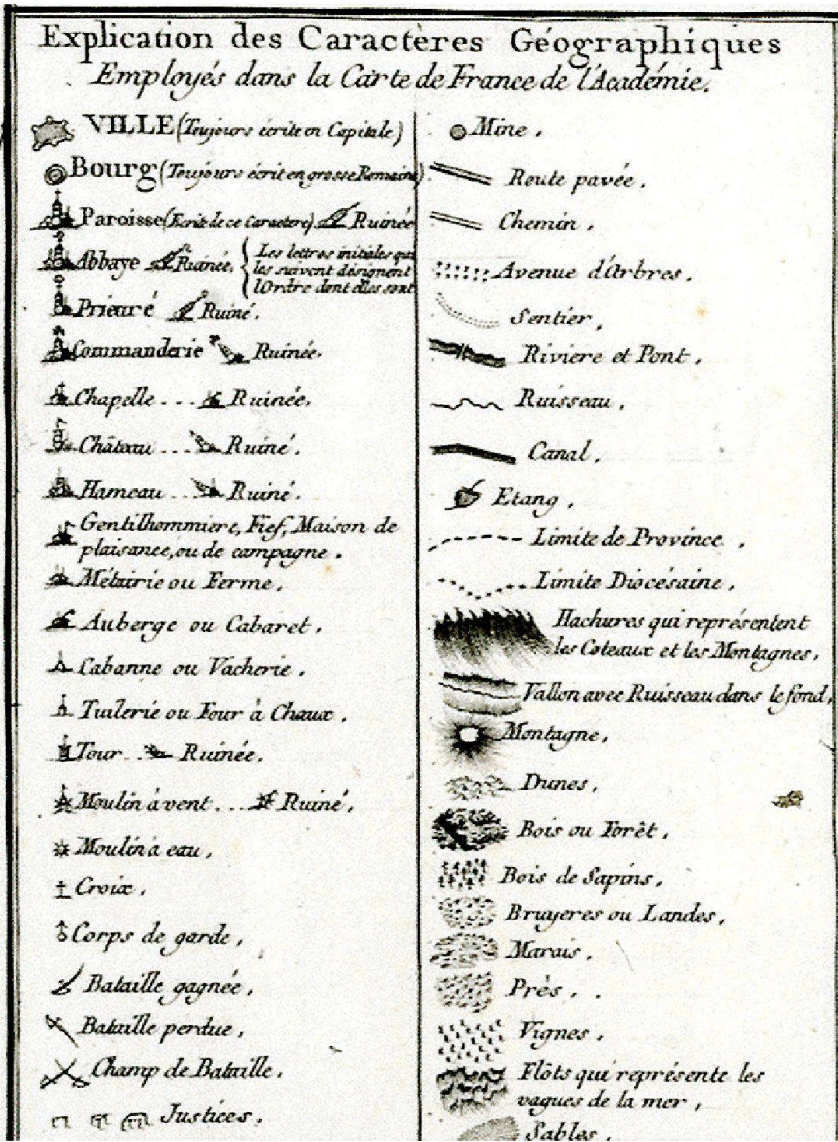 Explication des Caractères Géographiques
Employés dans la Carte de France de l'Académie.
VILLE (Toujours écrite en Capitale)
Bourg (Toujours écrit en grosse Romaine)
Paroisse (Ecrite de ce Caractere) Ruinée
Abbaye Ruinée. { Les lettres initiales qui
les suivent désignent
l'Ordre dont elles sont
Prieuré Ruiné.
Commanderie Ruinée.
Chapelle... Ruinée.
Château... Ruiné.
Hameau... Ruiné.
Gentilhommiere, Fief, Maison de
plaisance, ou de campagne.
Métairie ou Ferme.
Auberge ou Cabaret.
Cabanne ou Vacherie.
Tuilerie ou Four à Chaux.
Tour.. Ruinée.
Moulin à vent... Ruiné.
Moulin à eau.
Croix.
Corps de garde.
Bataille gagnée.
Bataille perdue.
Champ de Bataille.
Justices.
Mine.
Route pavée.
Chemin.
Avenue d'Arbres.
Sentier.
Riviere et Pont.
Ruisseau.
Canal.
Etang.
Limite de Province.
Limite Diocésaine.
Hachures qui représentent
les Coteaux et les Montagnes.
Vallon avec Ruisseau dans le fond.
Montagne.
Dunes.
Bois ou Forêt.
Bois de Sapins.
Bruyeres ou Landes.
Marais.
Près.
Vignes.
Flôts qui représente les
vagues de la mer,
Sables.